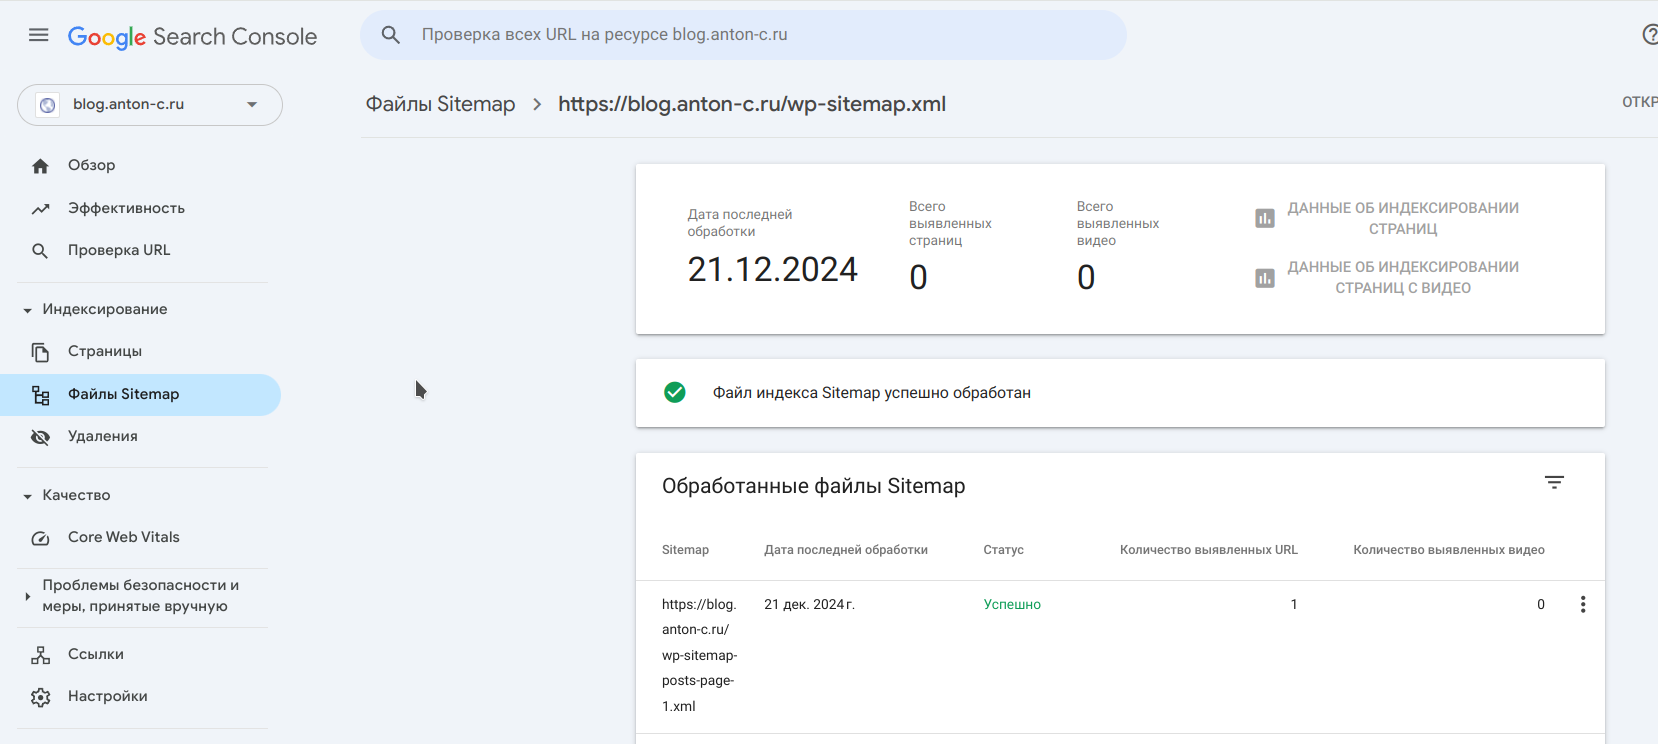 Google Search Console
Проверка всех URL на ресурсе blog.anton-c.ru
blog.anton-c.ru
Файлы Sitemap > https://blog.anton-c.ru/wp-sitemap.xml
ОТКР
Обзор
Эффективность
Проверка URL
Индексирование
Страницы
Файлы Sitemap
Удаления
Качество
Core Web Vitals
Проблемы безопасности и
меры, принятые вручную
Ссылки
Настройки
Дата последней
обработки
21.12.2024
Всего
выявленных
страниц
0
Всего
выявленных
видео
0
ДАННЫЕ ОБ ИНДЕКСИРОВАНИИ
СТРАНИЦ
ДАННЫЕ ОБ ИНДЕКСИРОВАНИИ
СТРАНИЦ С ВИДЕО
Файл индекса Sitemap успешно обработан
Обработанные файлы Sitemap
Sitemap Дата последней обработки Статус Количество выявленных URL Количество выявленных видео
https://blog. 21 дек. 2024 г. Успешно 1 0
anton-c.ru/
wp-sitemap-
posts-page-
1.xml